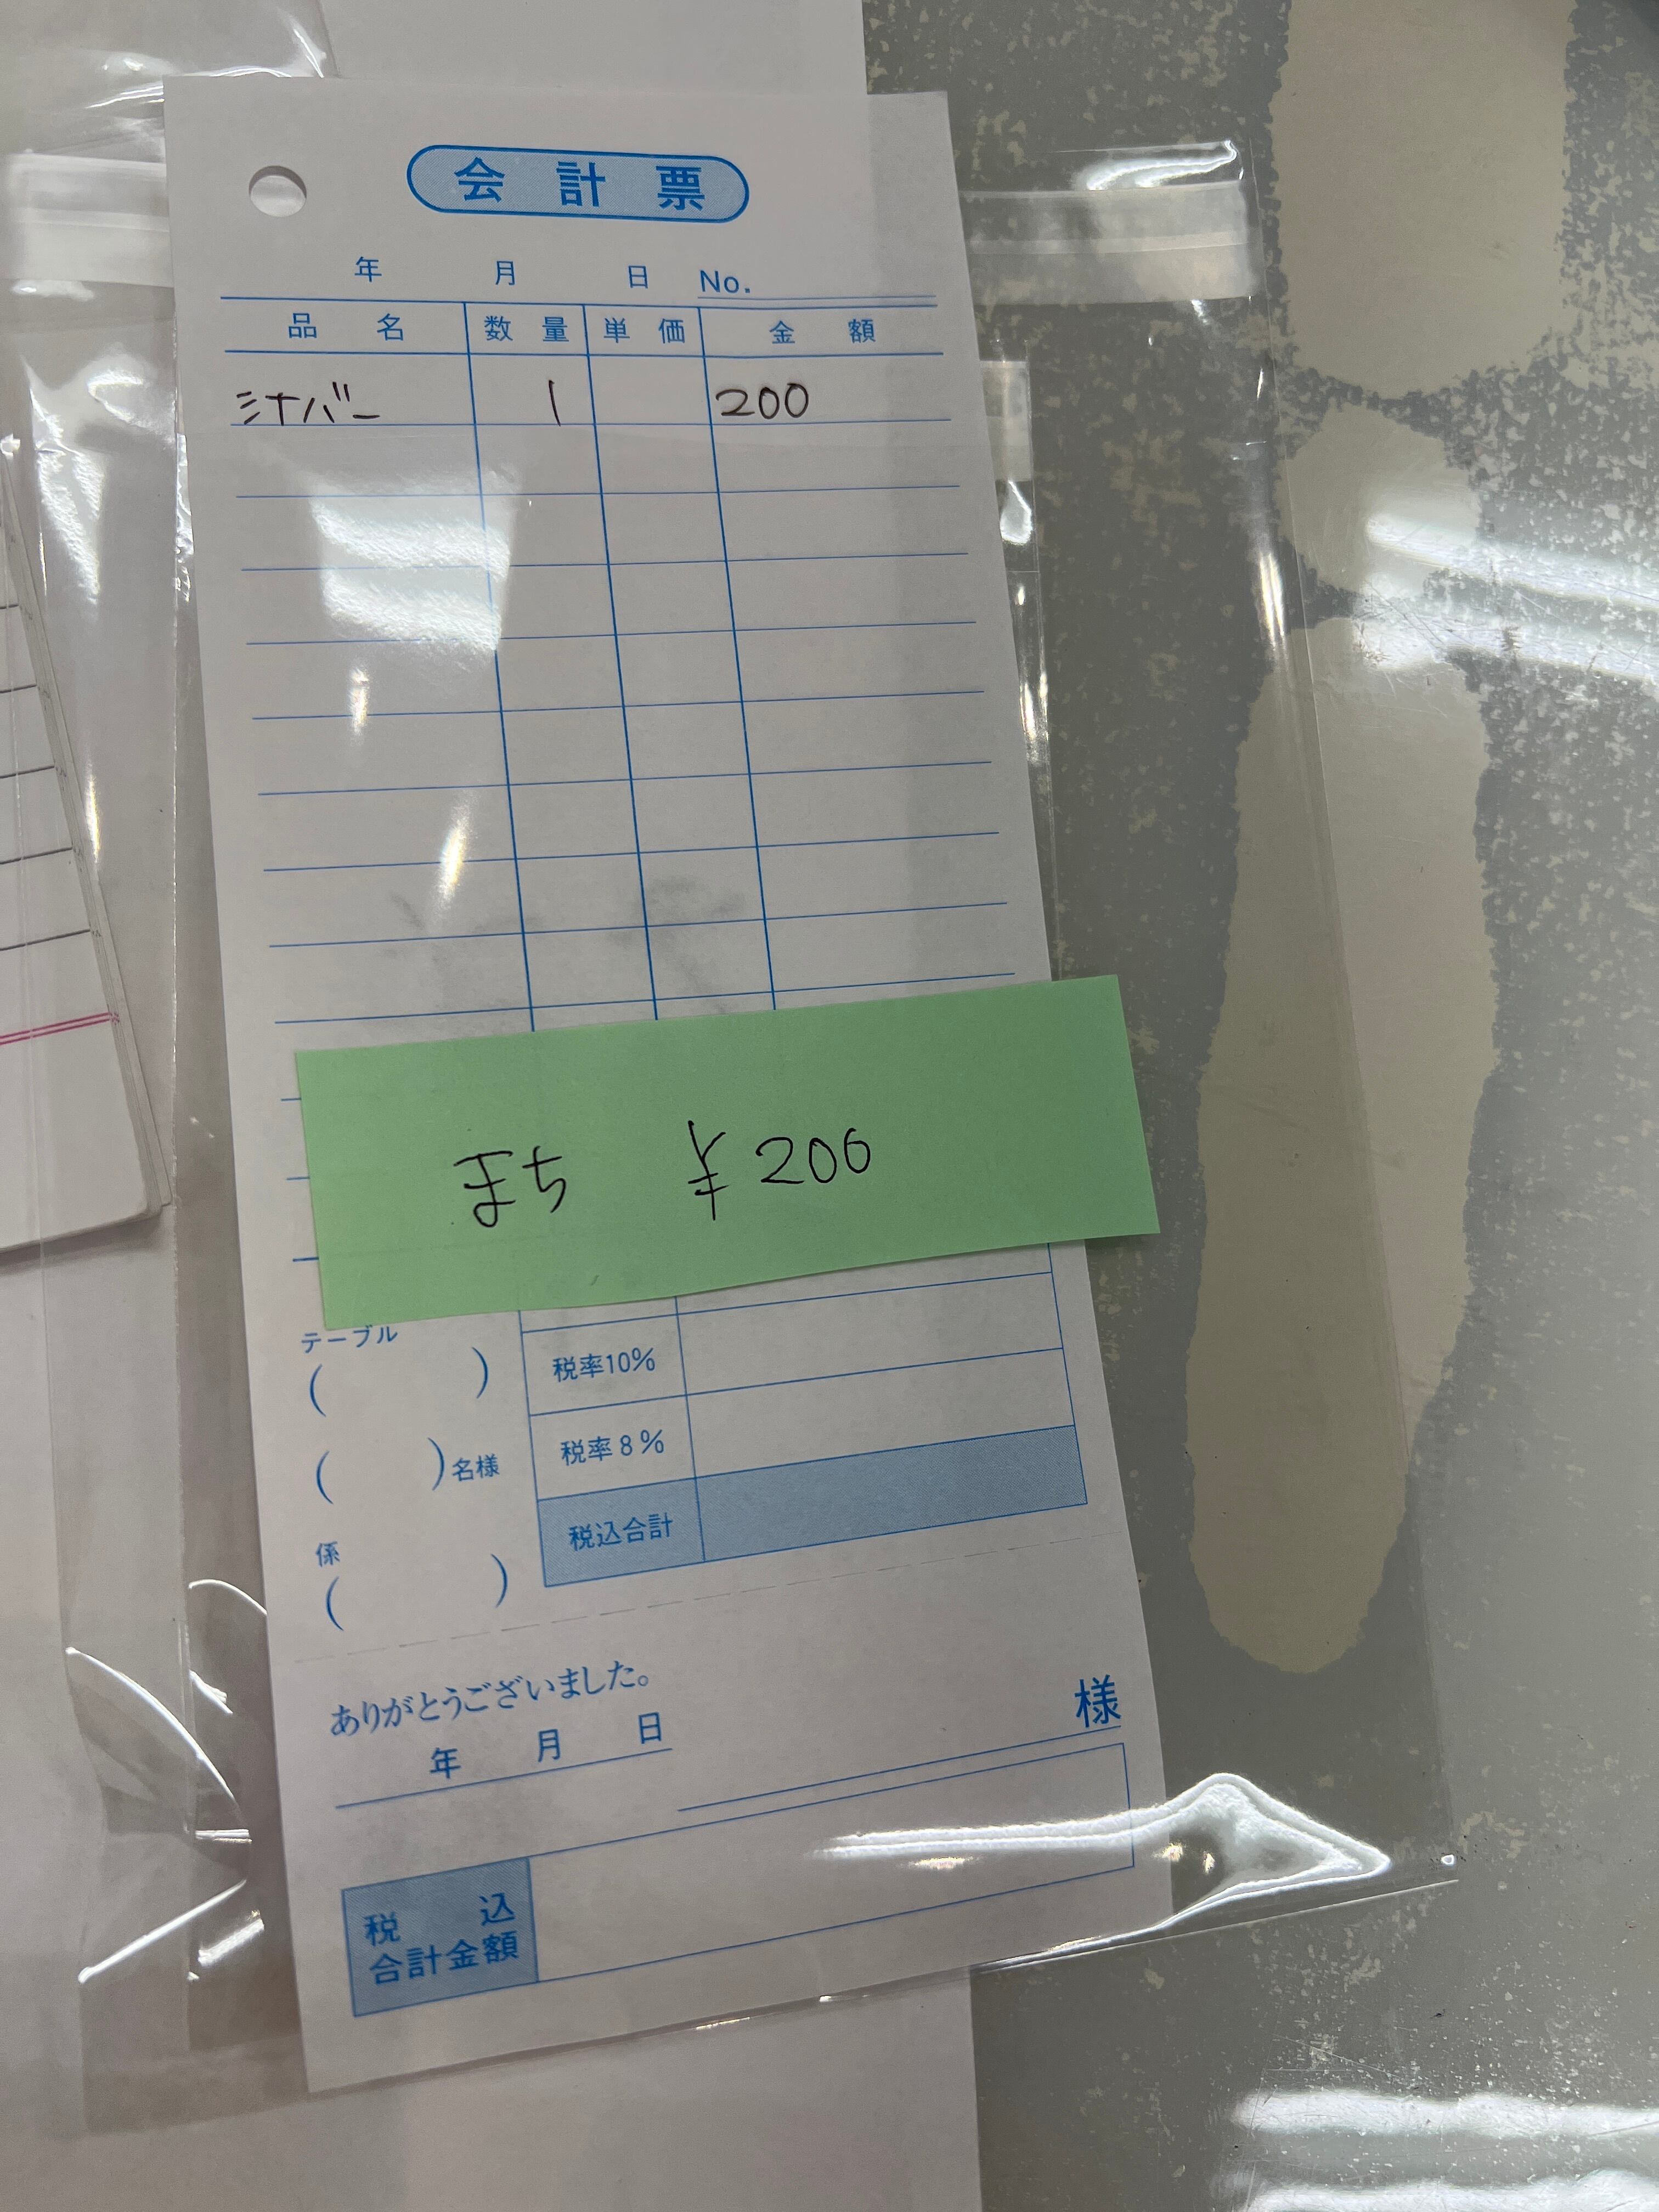 会計票
年 月 日 No.
品名 数量 単価 金額
ミナバー 1 200
まち ¥200
テーブル
( )
税率10%
( )名様
税率8%
係
( )
税込合計
ありがとうございました。
様
年 月 日
税込
合計金額